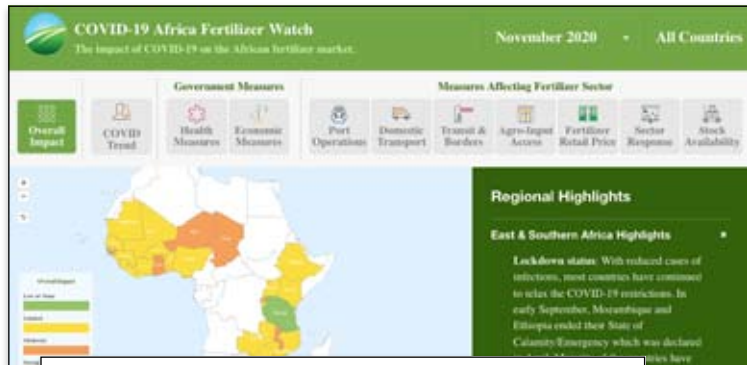 COVID-19 Africa Fertilizer Watch
The impact of COVID-19 on the African fertilizer market.
November 2020
All Countries
Government Measures
Measures Affecting Fertilizer Sector
Overall Impact
COVID Trend
Health Measures
Economic Measures
Port Operations
Domestic Transport
Transit & Borders
Agro-Input Access
Fertilizer Retail Price
Sector Response
Stock Availability
Regional Highlights
East & Southern Africa Highlights
Lockdown status: With reduced cases of
infections, most countries have continued
to relax the COVID-19 restrictions. In
early September, Mozambique and
Ethiopia ended their State of
Calamity/Emergency which was declared
Overall Impact
Limited